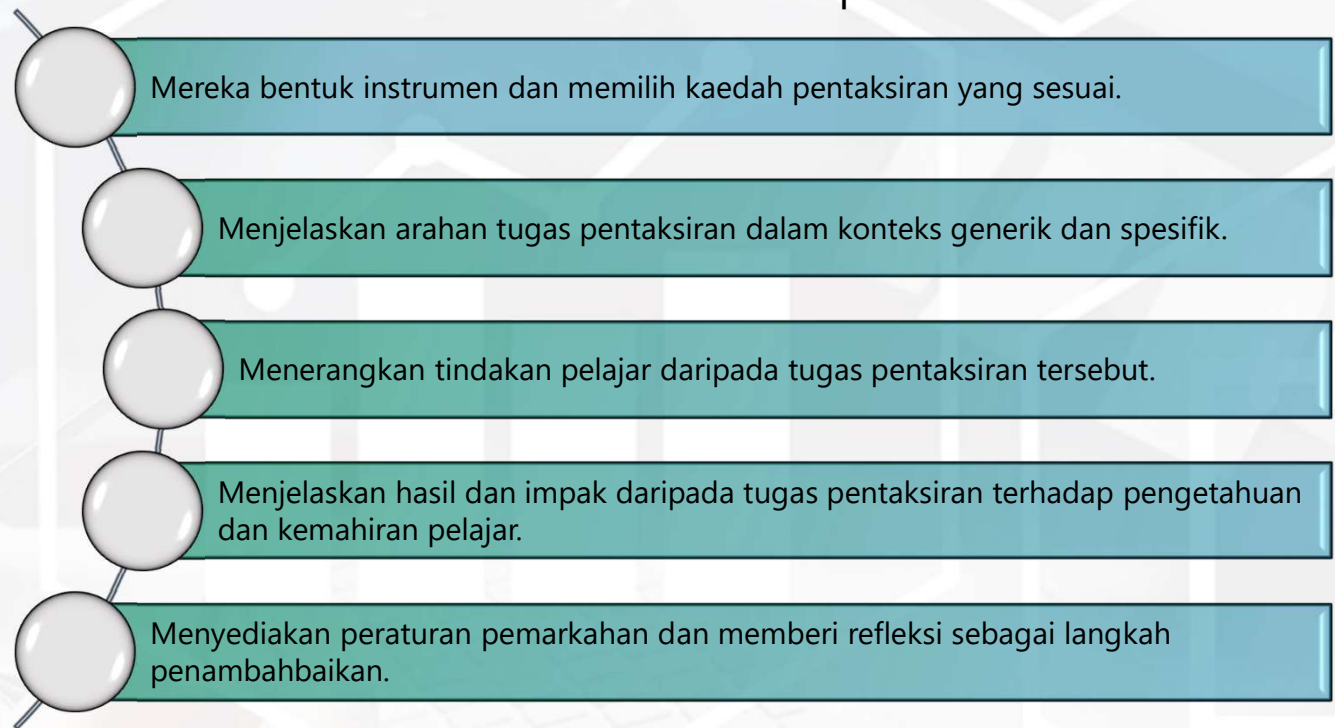 Mereka bentuk instrumen dan memilih kaedah pentaksiran yang sesuai.
Menjelaskan arahan tugas pentaksiran dalam konteks generik dan spesifik.
Menerangkan tindakan pelajar daripada tugas pentaksiran tersebut.
Menjelaskan hasil dan impak daripada tugas pentaksiran terhadap pengetahuan
dan kemahiran pelajar.
Menyediakan peraturan pemarkahan dan memberi refleksi sebagai langkah
penambahbaikan.